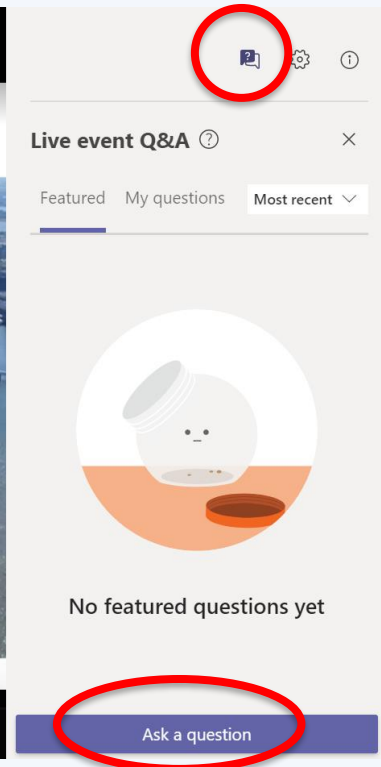 Live event Q&A
Featured My questions Most recent
No featured questions yet
Ask a question